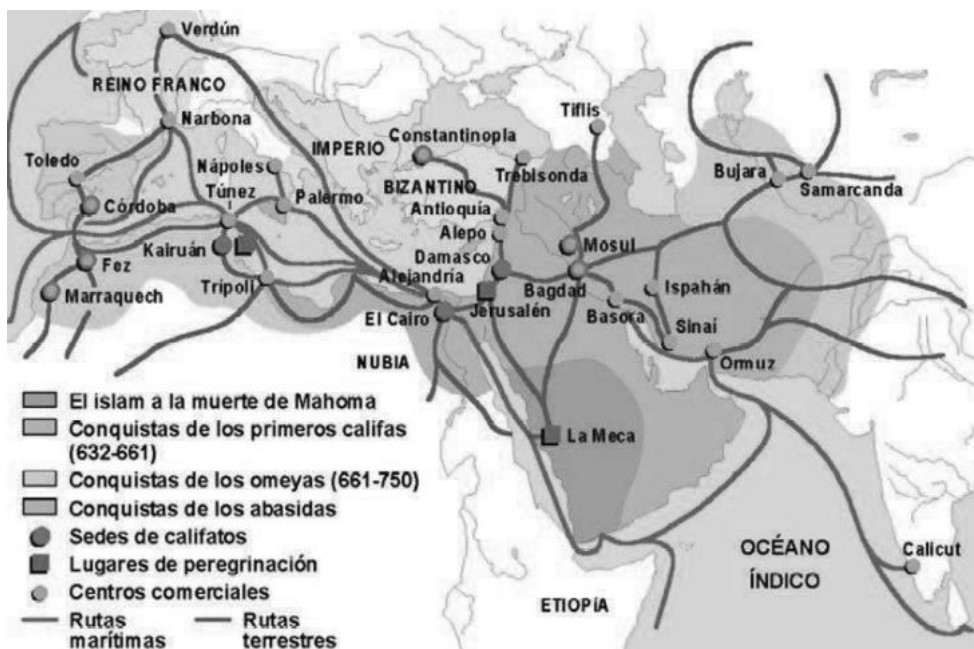 Verdún
REINO FRANCO
Narbona
Tiflis
Constantinopla
IMPERIO
Nápoles
Toledo
Trebisonda
Bujara
Samarcanda
Túnez
Palermo
BIZANTINO
Córdoba
Antioquía
Alepo
Mosul
Kairuán
Damasco
Fez
Alejandría
Trípoli
Bagdad
Ispahán
Marraquech
Jerusalén
Basora
El Cairo
Sinaí
Ormuz
NUBIA
La Meca
El islam a la muerte de Mahoma
Conquistas de los primeros califas
(632-661)
Conquistas de los omeyas (661-750)
Conquistas de los abasidas
Sedes de califatos
Lugares de peregrinación
Centros comerciales
Rutas
marítimas
Rutas
terrestres
OCÉANO
ÍNDICO
Calicut
ETIOPÍA